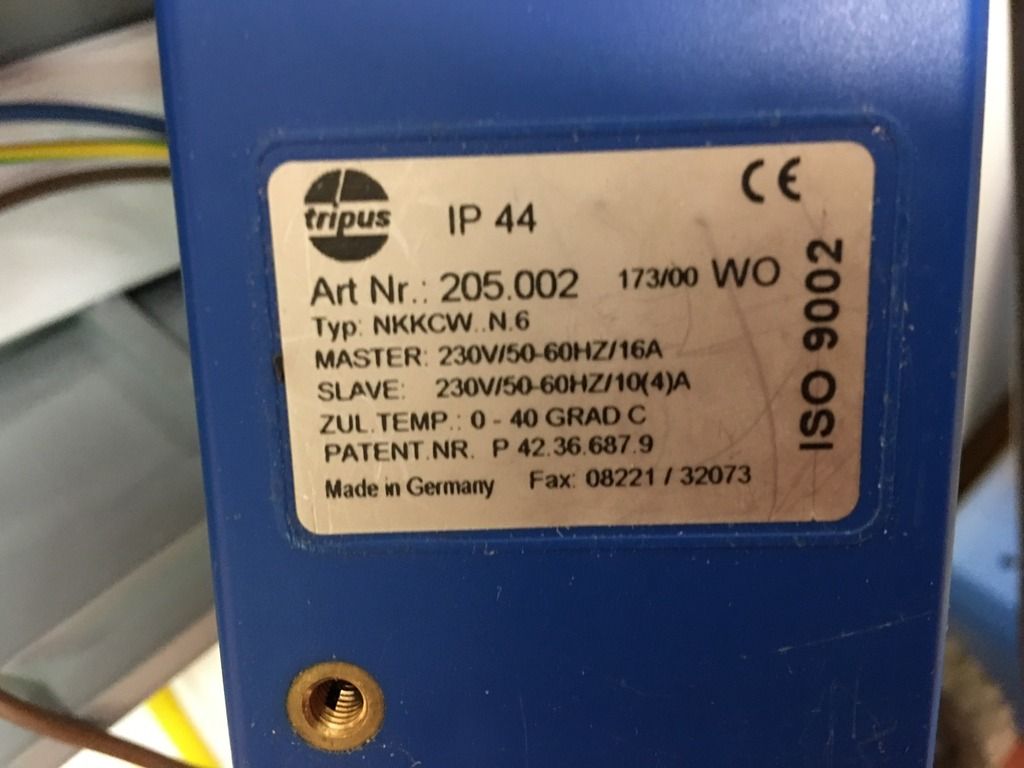 tripus
IP 44
CE
Art Nr.: 205.002 173/00 WO
Typ: NKKCW..N.6
MASTER: 230V/50-60HZ/16A
SLAVE: 230V/50-60HZ/10(4)A
ZUL.TEMP.: 0 - 40 GRAD C
PATENT.NR. P 42.36.687.9
Made in Germany Fax: 08221 / 32073
ISO 9002